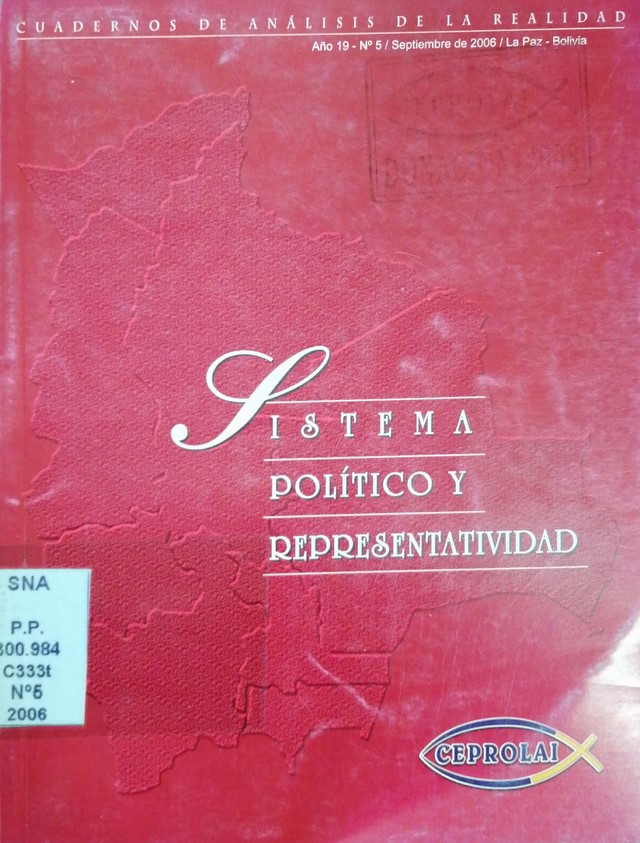 CUADERNOS DE ANÁLISIS DE LA REALIDAD
Año 19 - Nº 5 / Septiembre de 2006 / La Paz - Bolivia
CEPROLAI
SISTEMA
POLÍTICO Y
REPRESENTATIVIDAD
SNA
P.P.
300.984
C333t
Nº5
2006
CEPROLAI